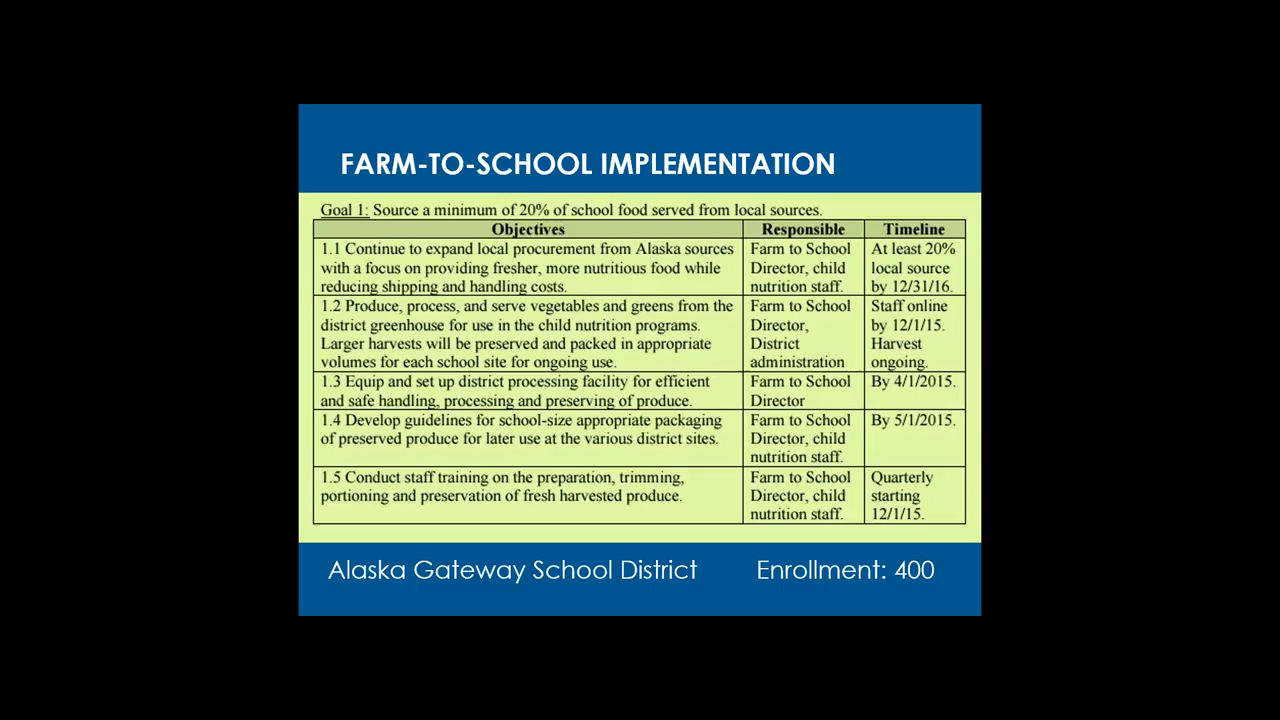 FARM-TO-SCHOOL IMPLEMENTATION
Goal 1: Source a minimum of 20% of school food served from local sources.
Objectives Responsible Timeline
1.1 Continue to expand local procurement from Alaska sources
with a focus on providing fresher, more nutritious food while
reducing shipping and handling costs.
Farm to School
Director, child
nutrition staff.
At least 20%
local source
by 12/31/16.
1.2 Produce, process, and serve vegetables and greens from the
district greenhouse for use in the child nutrition programs.
Larger harvests will be preserved and packed in appropriate
volumes for each school site for ongoing use.
Farm to School
Director,
District
administration
Staff online
by 12/1/15.
Harvest
ongoing.
1.3 Equip and set up district processing facility for efficient
and safe handling, processing and preserving of produce.
Farm to School
Director
By 4/1/2015.
1.4 Develop guidelines for school-size appropriate packaging
of preserved produce for later use at the various district sites.
Farm to School
Director, child
nutrition staff.
By 5/1/2015.
1.5 Conduct staff training on the preparation, trimming,
portioning and preservation of fresh harvested produce.
Farm to School
Director, child
nutrition staff.
Quarterly
starting
12/1/15.
Alaska Gateway School District Enrollment: 400